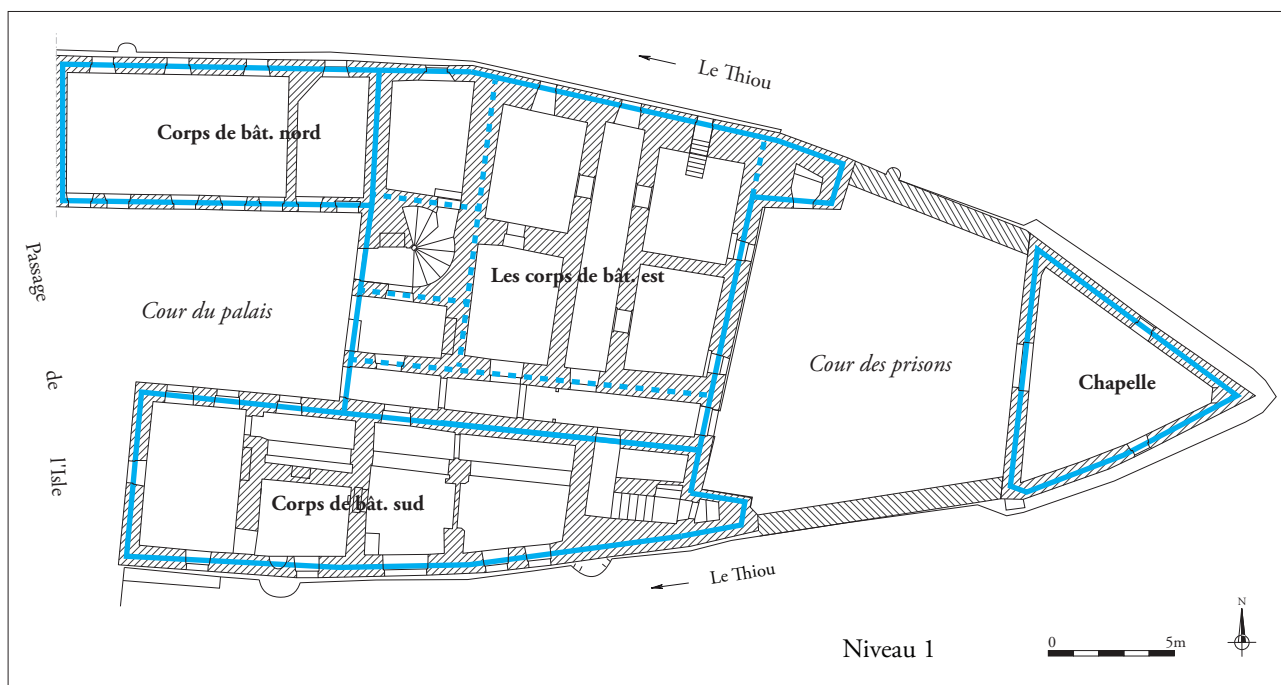 Le Thiou
Corps de bât. nord
Passage
de
l'Isle
Cour du palais
Les corps de bât. est
Cour des prisons
Chapelle
Corps de bât. sud
Le Thiou
Niveau 1
0 5m
N